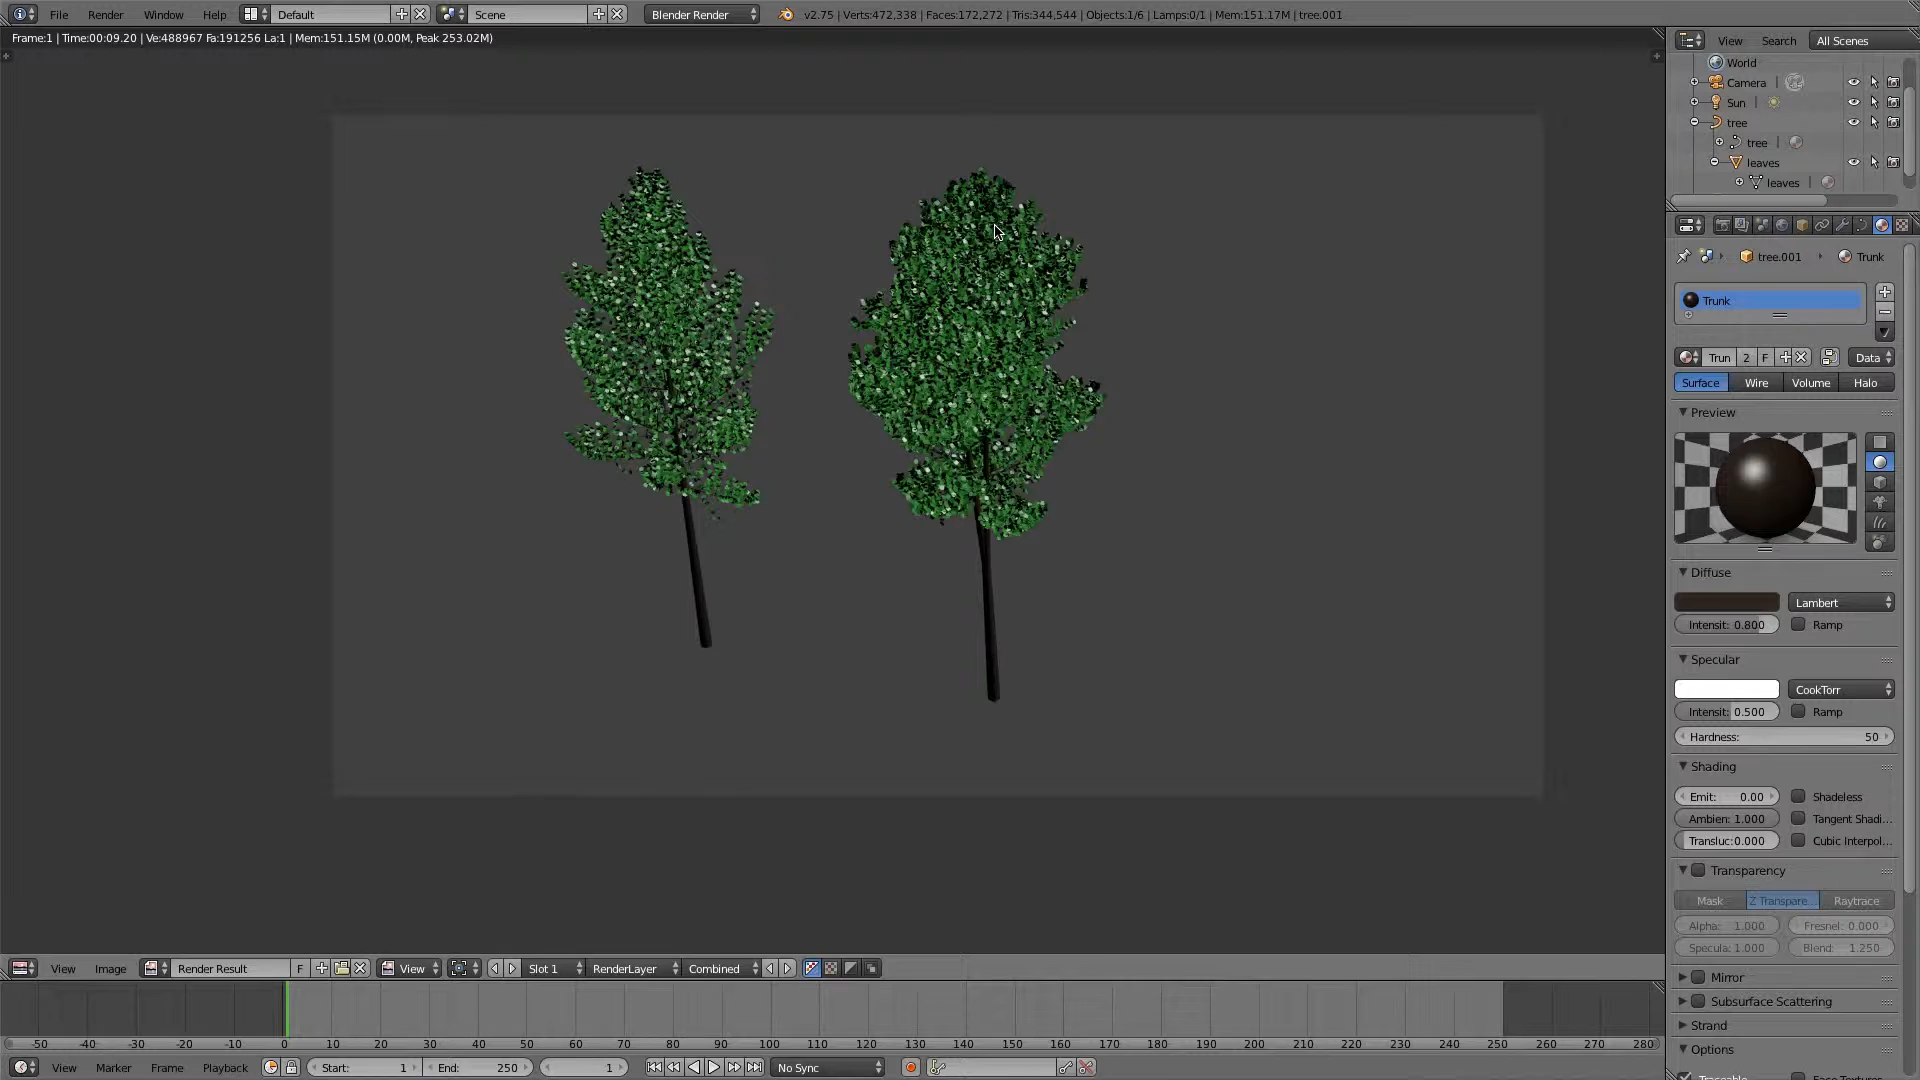 File Render Window Help Default Scene Blender Render v2.75 | Verts:472,338 | Faces:172,272 | Tris:344,544 | Objects:1/6 | Lamps:0/1 | Mem:151.17M | tree.001
Frame:1 | Time:00:09.20 | Ve:488967 Fa:191256 La:1 | Mem:151.15M (0.00M, Peak 253.02M)
View Search All Scenes
World
Camera
Sun
tree
tree
leaves
leaves
tree.001 Trunk
Trunk
Trun 2 F Data
Surface Wire Volume Halo
Preview
Diffuse
Lambert
Intensit: 0.800 Ramp
Specular
CookTorr
Intensit: 0.500 Ramp
Hardness: 50
Shading
Emit: 0.00 Shadeless
Ambien: 1.000 Tangent Shadi...
Transluc:0.000 Cubic Interpol...
Transparency
Mask Z Transpare... Raytrace
Alpha: 1.000 Fresnel: 0.000
Specula: 1.000 Blend: 1.250
Mirror
Subsurface Scattering
Strand
Options
View Image Render Result F View Slot 1 RenderLayer Combined
-50 -40 -30 -20 -10 0 10 20 30 40 50 60 70 80 90 100 110 120 130 140 150 160 170 180 190 200 210 220 230 240 250 260 270 280
View Marker Frame Playback Start: 1 End: 250 1 No Sync